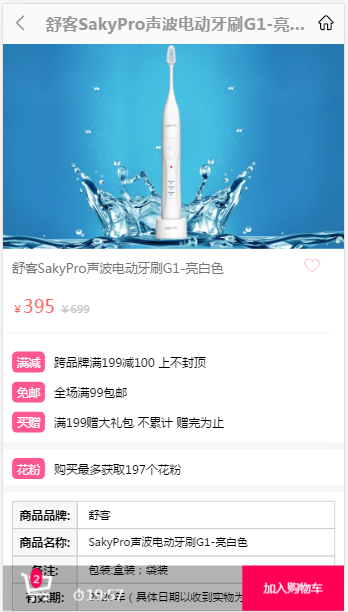 舒客SakyPro声波电动牙刷G1-亮...
舒客SakyPro声波电动牙刷G1-亮白色
¥395 ¥699
满减 跨品牌满199减100 上不封顶
免邮 全场满99包邮
买赠 满199赠大礼包 不累计 赠完为止
花粉 购买最多获取197个花粉
商品品牌: 舒客
商品名称: SakyPro声波电动牙刷G1-亮白色
备注: 包装:盒装；袋装
2
加入购物车
（具体日期以收到实物为